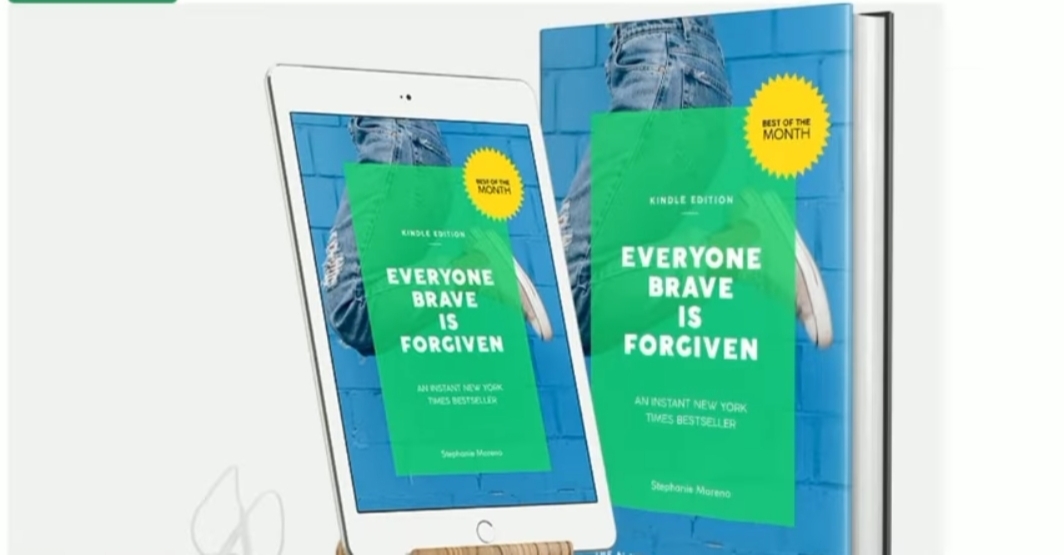 BEST OF THE
MONTH
KINDLE EDITION
EVERYONE
BRAVE
IS
FORGIVEN
AN INSTANT NEW YORK
TIMES BESTSELLER
Stephanie Moreno
BEST OF THE
MONTH
KINDLE EDITION
EVERYONE
BRAVE
IS
FORGIVEN
AN INSTANT NEW YORK
TIMES BESTSELLER
Stephanie Moreno